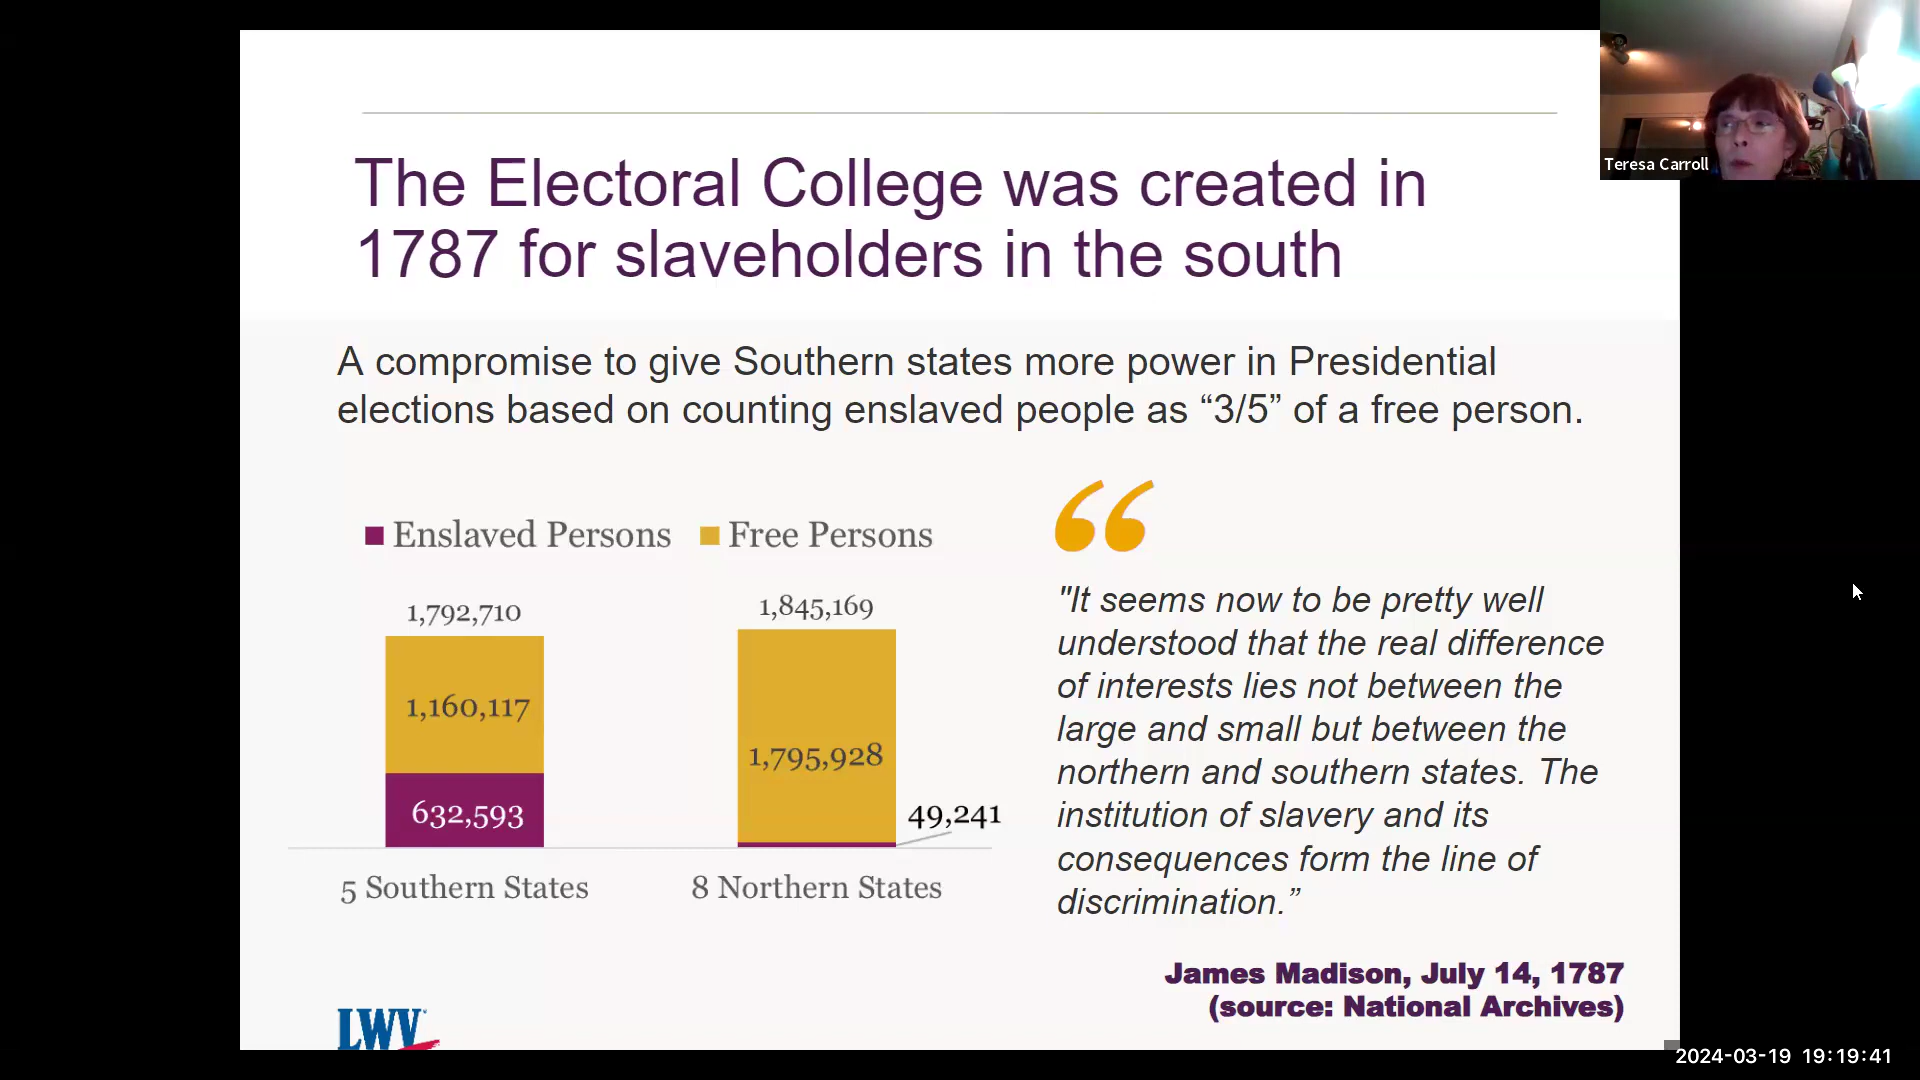 Teresa Carroll
The Electoral College was created in
1787 for slaveholders in the south
A compromise to give Southern states more power in Presidential
elections based on counting enslaved people as “3/5” of a free person.
Enslaved Persons Free Persons
1,792,710
1,160,117
632,593
5 Southern States
1,845,169
1,795,928
49,241
8 Northern States
"It seems now to be pretty well
understood that the real difference
of interests lies not between the
large and small but between the
northern and southern states. The
institution of slavery and its
consequences form the line of
discrimination.”
James Madison, July 14, 1787
(source: National Archives)
LWV
2024-03-19 19:19:41